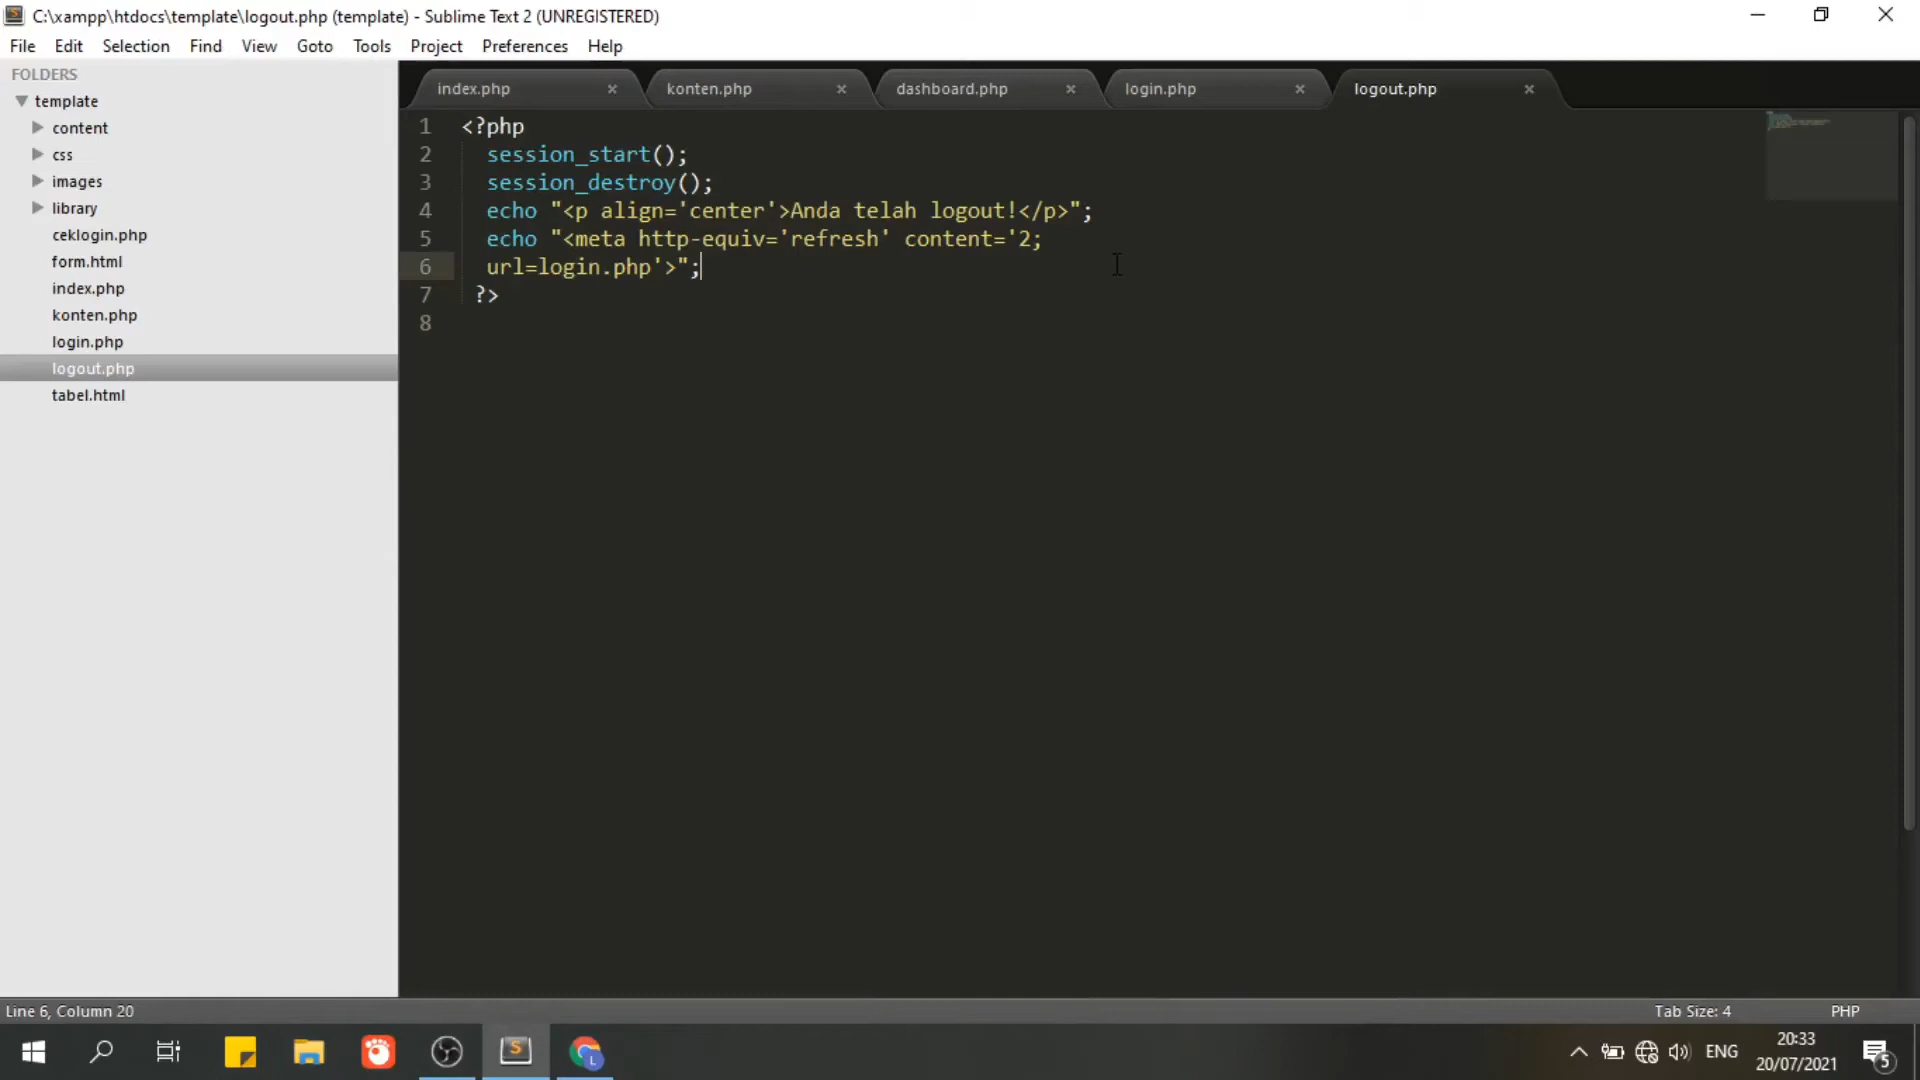 C:\xampp\htdocs\template\logout.php (template) - Sublime Text 2 (UNREGISTERED)
File Edit Selection Find View Goto Tools Project Preferences Help
FOLDERS
template
content
css
images
library
ceklogin.php
form.html
index.php
konten.php
login.php
logout.php
tabel.html
index.php × konten.php × dashboard.php × login.php × logout.php ×
1 <?php
2 session_start();
3 session_destroy();
4 echo "<p align='center'>Anda telah logout!</p>";
5 echo "<meta http-equiv='refresh' content='2;
6 url=login.php'>";
7 ?>
8
Line 6, Column 20 Tab Size: 4 PHP
ENG 20:33
20/07/2021
5
S
L